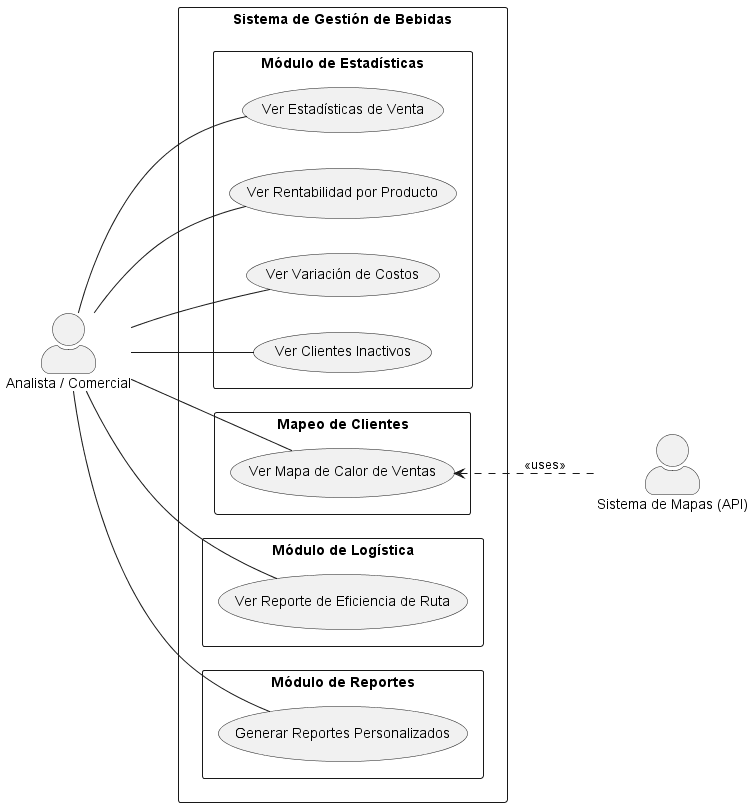 Sistema de Gestión de Bebidas
Módulo de Estadísticas
Ver Estadísticas de Venta
Ver Rentabilidad por Producto
Ver Variación de Costos
Ver Clientes Inactivos
Analista / Comercial
Mapeo de Clientes
Ver Mapa de Calor de Ventas
«uses»
Sistema de Mapas (API)
Módulo de Logística
Ver Reporte de Eficiencia de Ruta
Módulo de Reportes
Generar Reportes Personalizados